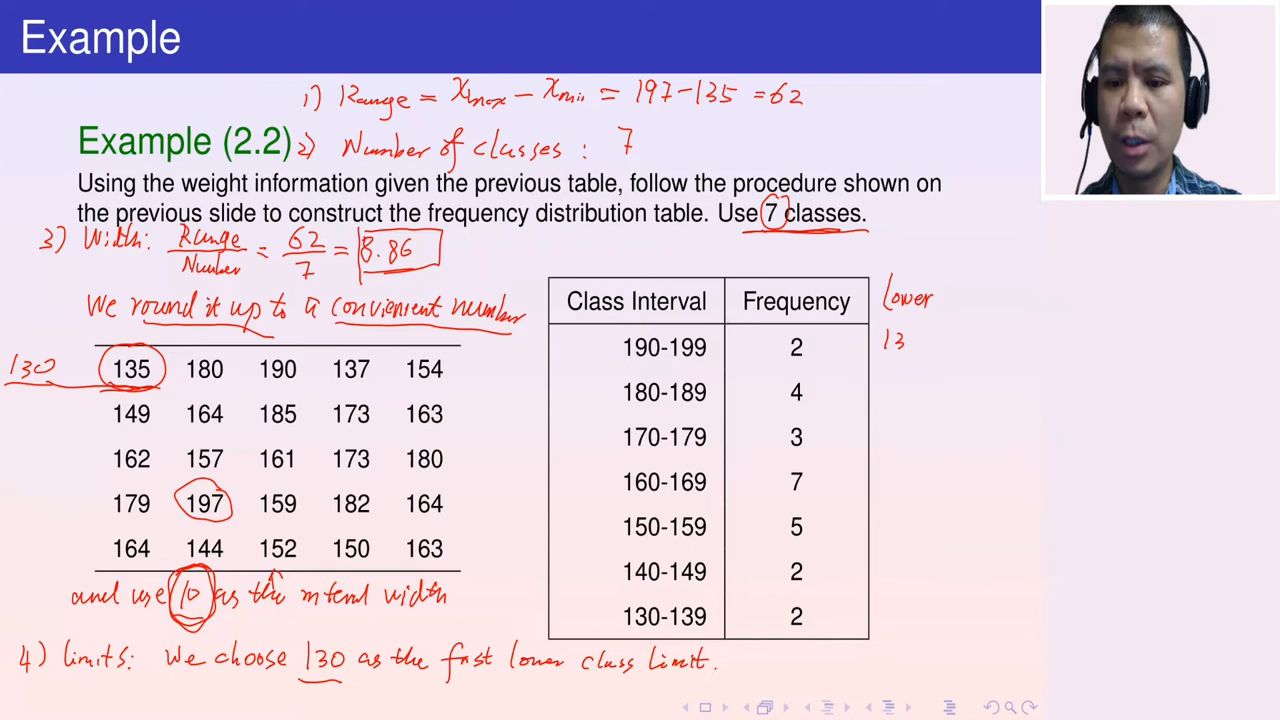 Example
1) Range = Xmax - Xmin = 197-135 =62
Example (2.2)
2) Number of classes : 7
Using the weight information given the previous table, follow the procedure shown on
the previous slide to construct the frequency distribution table. Use 7 classes.
3) Width: Range/Number = 62/7 = 8.86
We round it up to a convienient number
130
135 180 190 137 154
149 164 185 173 163
162 157 161 173 180
179 197 159 182 164
164 144 152 150 163
and use 10 as the interal width
4) limits: We choose 130 as the fast lower class limit.
Class Interval Frequency
190-199 2
180-189 4
170-179 3
160-169 7
150-159 5
140-149 2
130-139 2
lower
13